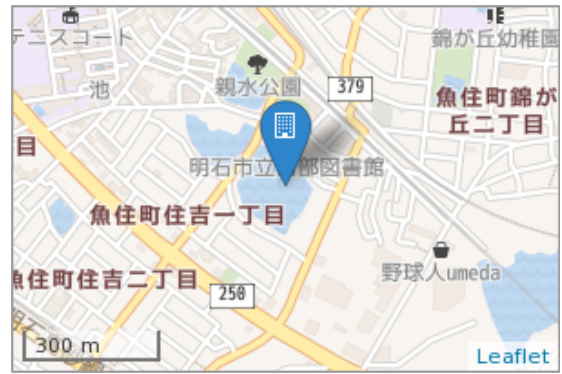 テニスコート
錦が丘幼稚園
池
親水公園
379
魚住町錦が
丘二丁目
目
明石市立西部図書館
魚住町住吉一丁目
野球人umeda
魚住町住吉二丁目
250
300 m
Leaflet